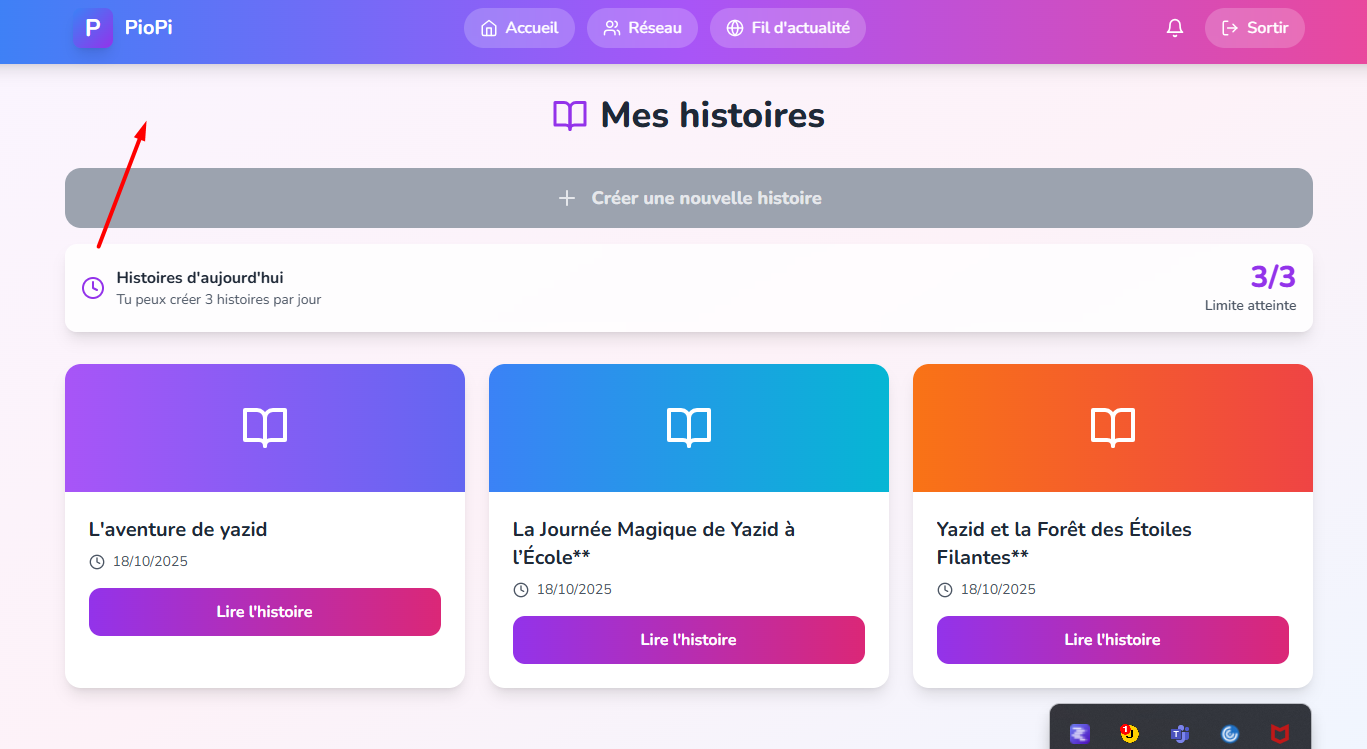 P PioPi Accueil Réseau Fil d'actualité Sortir
Mes histoires
Créer une nouvelle histoire
Histoires d'aujourd'hui
Tu peux créer 3 histoires par jour
3/3
Limite atteinte
L'aventure de yazid
18/10/2025
Lire l'histoire
La Journée Magique de Yazid à
l’École**
18/10/2025
Lire l'histoire
Yazid et la Forêt des Étoiles
Filantes**
18/10/2025
Lire l'histoire